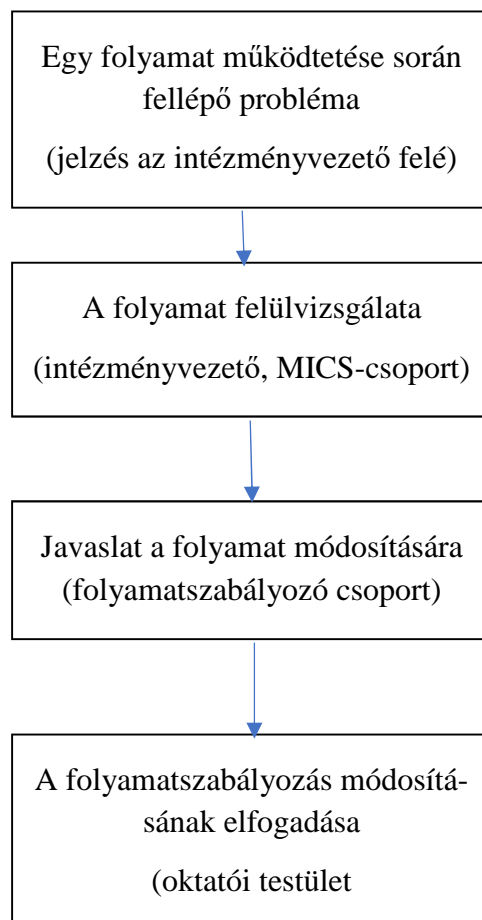 Egy folyamat működtetése során
fellépő probléma
(jelzés az intézményvezető felé)
A folyamat felülvizsgálata
(intézményvezető, MICS-csoport)
Javaslat a folyamat módosítására
(folyamatszabályozó csoport)
A folyamatszabályozás módosítá-
sának elfogadása
(oktatói testület